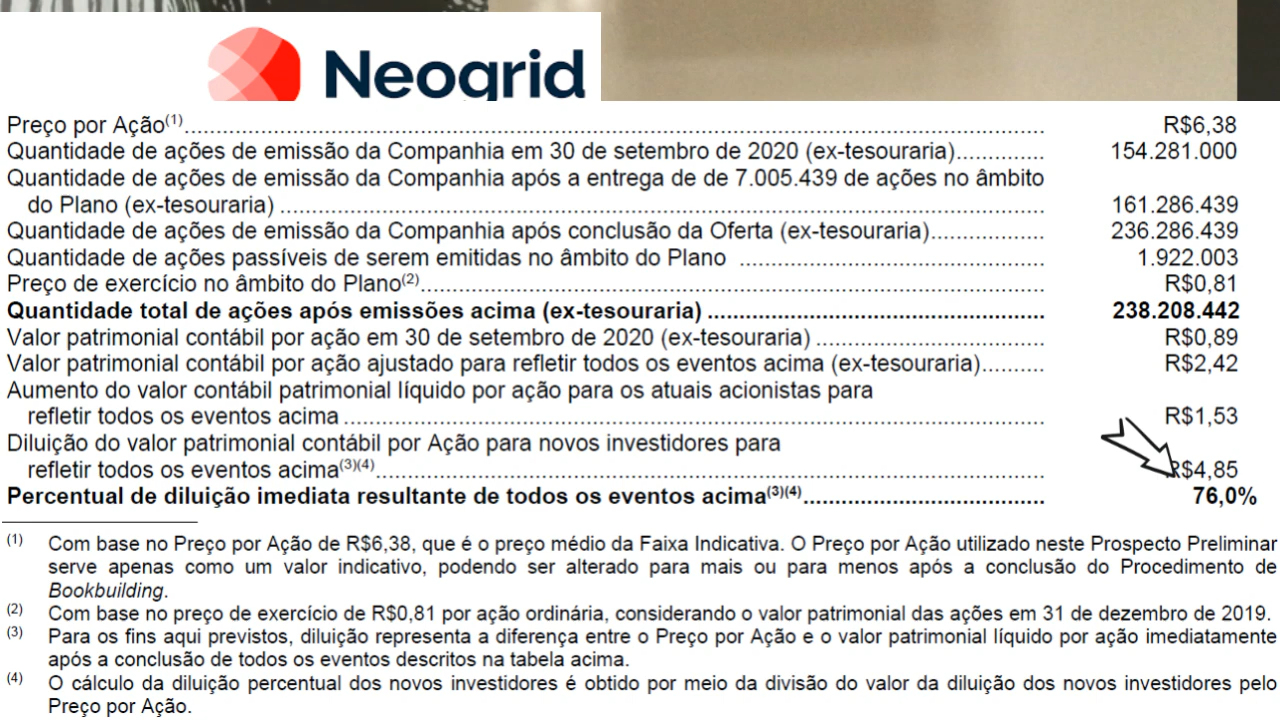 Neogrid
Preço por Ação(1)............ R$6,38
Quantidade de ações de emissão da Companhia em 30 de setembro de 2020 (ex-tesouraria)............ 154.281.000
Quantidade de ações de emissão da Companhia após a entrega de de 7.005.439 de ações no âmbito
do Plano (ex-tesouraria) ............ 161.286.439
Quantidade de ações de emissão da Companhia após conclusão da Oferta (ex-tesouraria)............ 236.286.439
Quantidade de ações passíveis de serem emitidas no âmbito do Plano ............ 1.922.003
Preço de exercício no âmbito do Plano(2)............ R$0,81
Quantidade total de ações após emissões acima (ex-tesouraria) ............ 238.208.442
Valor patrimonial contábil por ação em 30 de setembro de 2020 (ex-tesouraria) ............ R$0,89
Valor patrimonial contábil por ação ajustado para refletir todos os eventos acima (ex-tesouraria)............ R$2,42
Aumento do valor contábil patrimonial líquido por ação para os atuais acionistas para
refletir todos os eventos acima ............ R$1,53
Diluição do valor patrimonial contábil por Ação para novos investidores para
refletir todos os eventos acima(3)(4)............ R$4,85
Percentual de diluição imediata resultante de todos os eventos acima(3)(4)............ 76,0%
(1) Com base no Preço por Ação de R$6,38, que é o preço médio da Faixa Indicativa. O Preço por Ação utilizado neste Prospecto Preliminar
serve apenas como um valor indicativo, podendo ser alterado para mais ou para menos após a conclusão do Procedimento de
Bookbuilding.
(2) Com base no preço de exercício de R$0,81 por ação ordinária, considerando o valor patrimonial das ações em 31 de dezembro de 2019.
(3) Para os fins aqui previstos, diluição representa a diferença entre o Preço por Ação e o valor patrimonial líquido por ação imediatamente
após a conclusão de todos os eventos descritos na tabela acima.
(4) O cálculo da diluição percentual dos novos investidores é obtido por meio da divisão do valor da diluição dos novos investidores pelo
Preço por Ação.